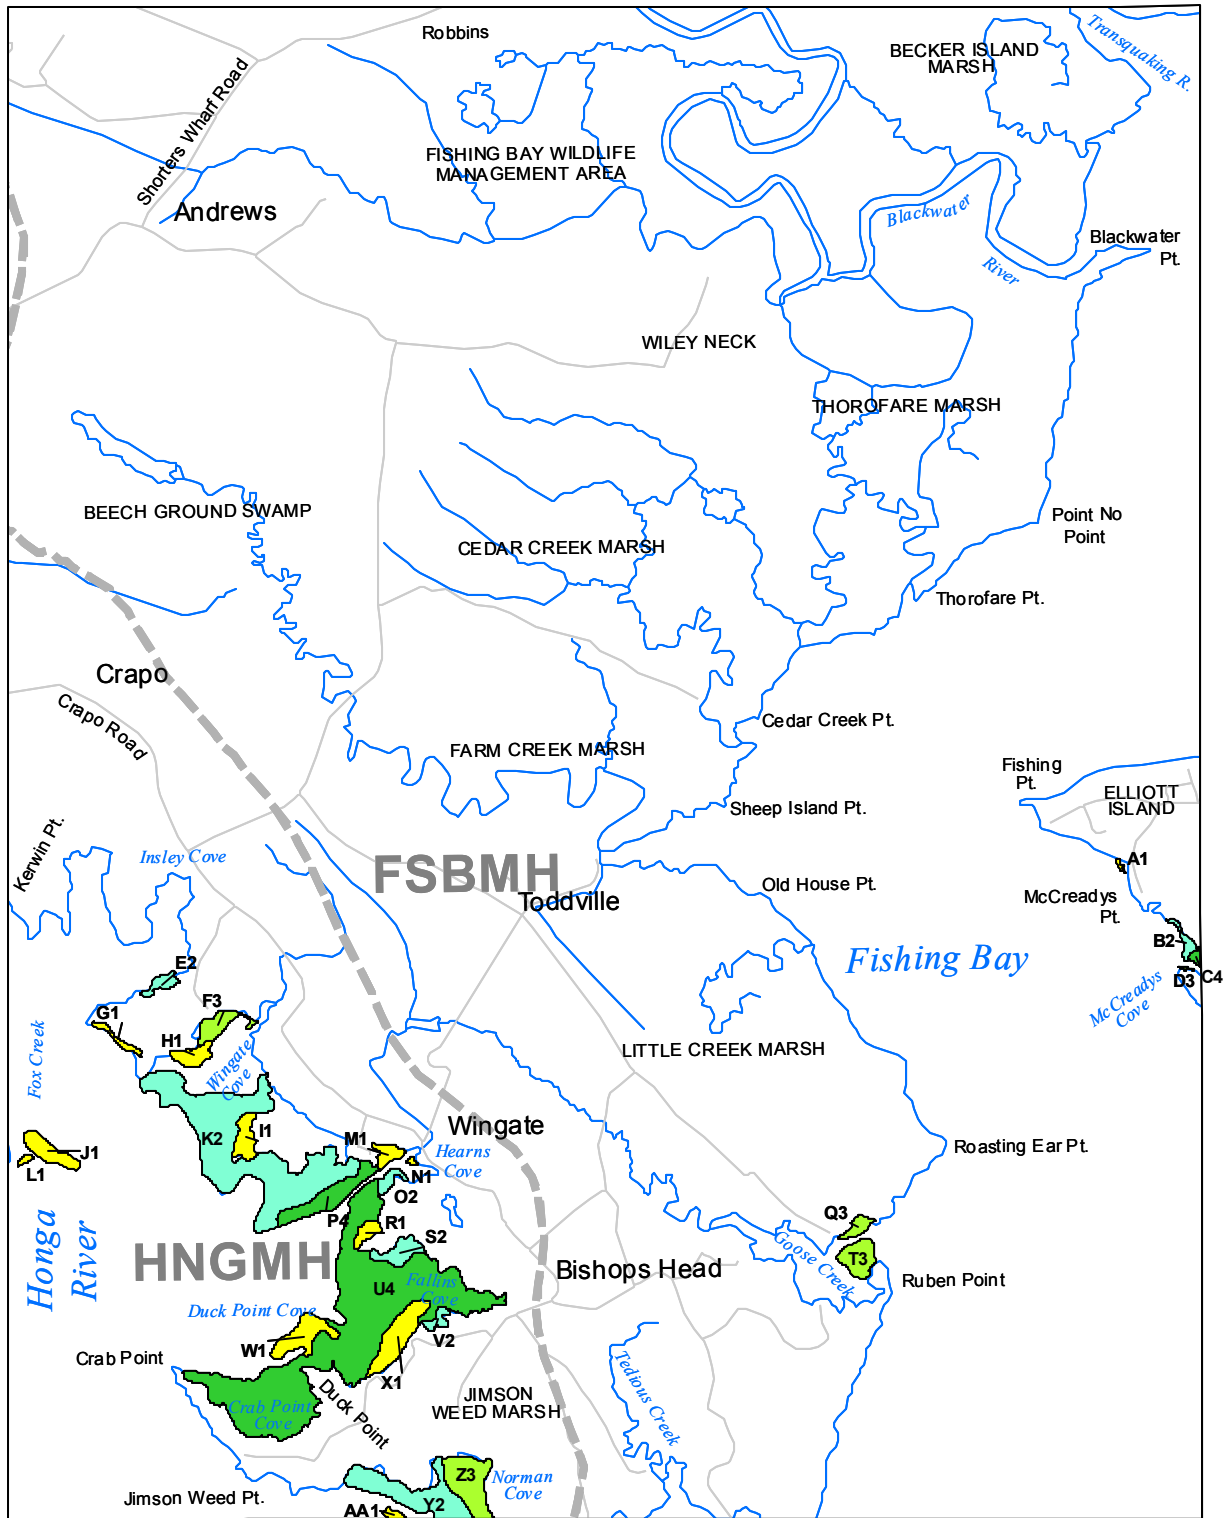 Robbins
BECKER ISLAND
MARSH
Transquaking R.
Shorters Wharf Road
FISHING BAY WILDLIFE
MANAGEMENT AREA
Andrews
Blackwater
River
Blackwater
Pt.
WILEY NECK
THOROFARE MARSH
BEECH GROUND SWAMP
CEDAR CREEK MARSH
Point No
Point
Thorofare Pt.
Crapo
Crapo Road
Cedar Creek Pt.
FARM CREEK MARSH
Fishing
Pt.
ELLIOTT
ISLAND
Sheep Island Pt.
Kerwin Pt.
Insley Cove
FSBMH
A1
Old House Pt.
McCreadys
Pt.
Toddville
B2
Fishing Bay
E2
D3
C4
McCreadys
Cove
F3
G1
H1
Fox Creek
Wingate
Cove
LITTLE CREEK MARSH
K2
I1
Wingate
M1
Hearns
Cove
J1
L1
N1
O2
Roasting Ear Pt.
P4
R1
Q3
S2
Honga
River
HNGMH
Goose Creek
T3
Bishops Head
Ruben Point
U4
Fallins
Cove
Duck Point Cove
V2
W1
Crab Point
X1
Duck Point
Tedious Creek
JIMSON
WEED MARSH
Crab Point
Cove
Z3
Norman
Cove
Jimson Weed Pt.
Y2
AA1